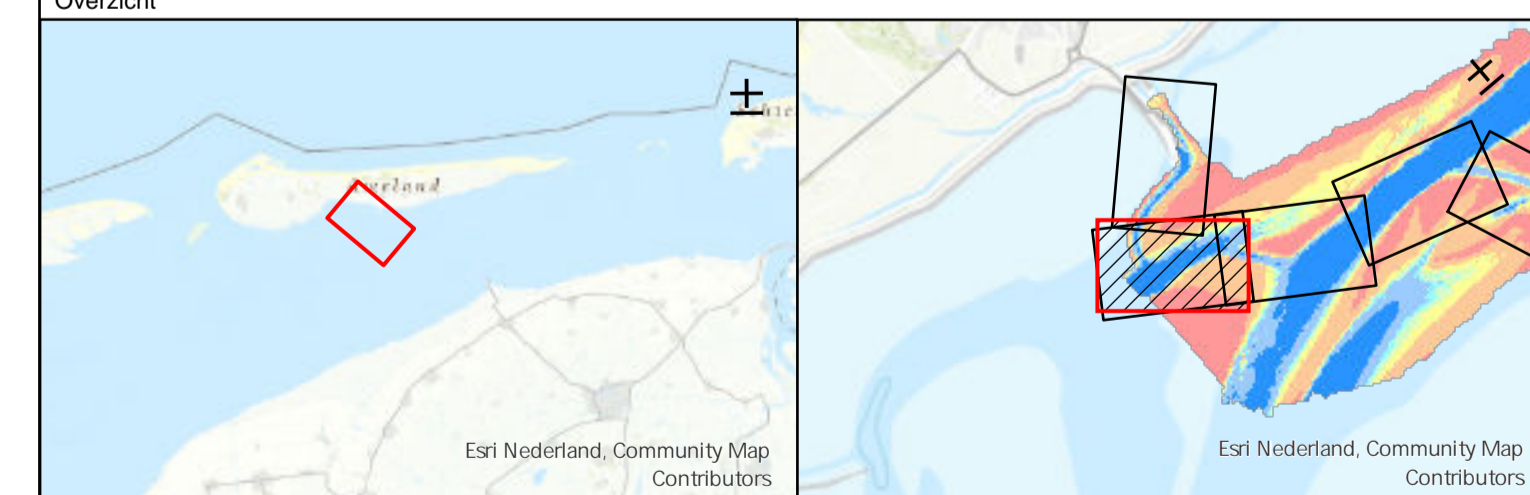 Overzicht
Esri Nederland, Community Map
Contributors
Esri Nederland, Community Map
Contributors